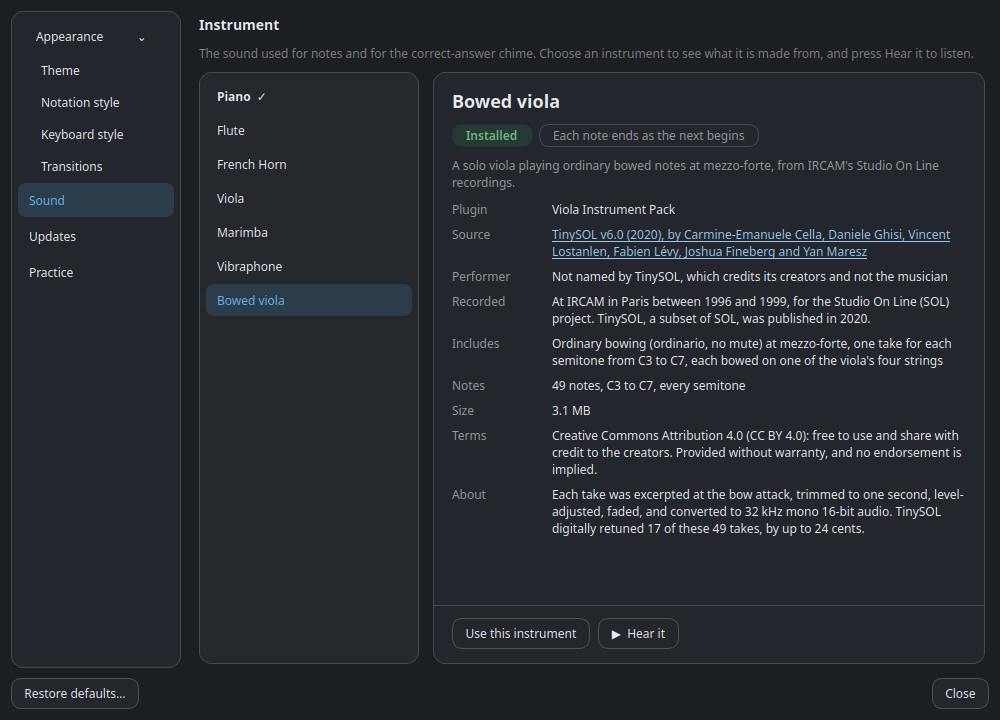 Appearance
Theme
Notation style
Keyboard style
Transitions
Sound
Updates
Practice
Instrument
The sound used for notes and for the correct-answer chime. Choose an instrument to see what it is made from, and press Hear it to listen.
Piano ✓
Flute
French Horn
Viola
Marimba
Vibraphone
Bowed viola
Bowed viola
Installed
Each note ends as the next begins
A solo viola playing ordinary bowed notes at mezzo-forte, from IRCAM's Studio On Line
recordings.
Plugin Viola Instrument Pack
Source TinySOL v6.0 (2020), by Carmine-Emanuele Cella, Daniele Ghisi, Vincent
Lostanlen, Fabien Lévy, Joshua Fineberg and Yan Maresz
Performer Not named by TinySOL, which credits its creators and not the musician
Recorded At IRCAM in Paris between 1996 and 1999, for the Studio On Line (SOL)
project. TinySOL, a subset of SOL, was published in 2020.
Includes Ordinary bowing (ordinario, no mute) at mezzo-forte, one take for each
semitone from C3 to C7, each bowed on one of the viola's four strings
Notes 49 notes, C3 to C7, every semitone
Size 3.1 MB
Terms Creative Commons Attribution 4.0 (CC BY 4.0): free to use and share with
credit to the creators. Provided without warranty, and no endorsement is
implied.
About Each take was excerpted at the bow attack, trimmed to one second, level-
adjusted, faded, and converted to 32 kHz mono 16-bit audio. TinySOL
digitally retuned 17 of these 49 takes, by up to 24 cents.
Use this instrument
▶ Hear it
Restore defaults...
Close